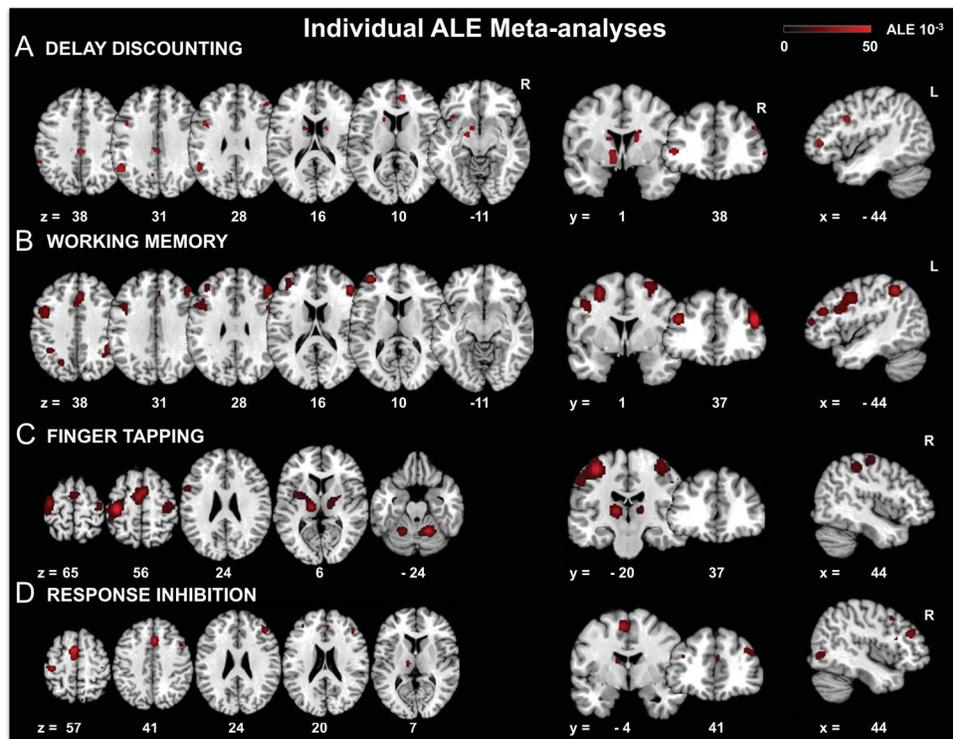 Individual ALE Meta-analyses
ALE 10-3
0 50
A DELAY DISCOUNTING
R
R
L
z = 38 31 28 16 10 -11
y = 1 38
x = - 44
B WORKING MEMORY
L
z = 38 31 28 16 10 -11
y = 1 37
x = - 44
C FINGER TAPPING
R
z = 65 56 24 6 - 24
y = - 20 37
x = 44
D RESPONSE INHIBITION
R
z = 57 41 24 20 7
y = - 4 41
x = 44